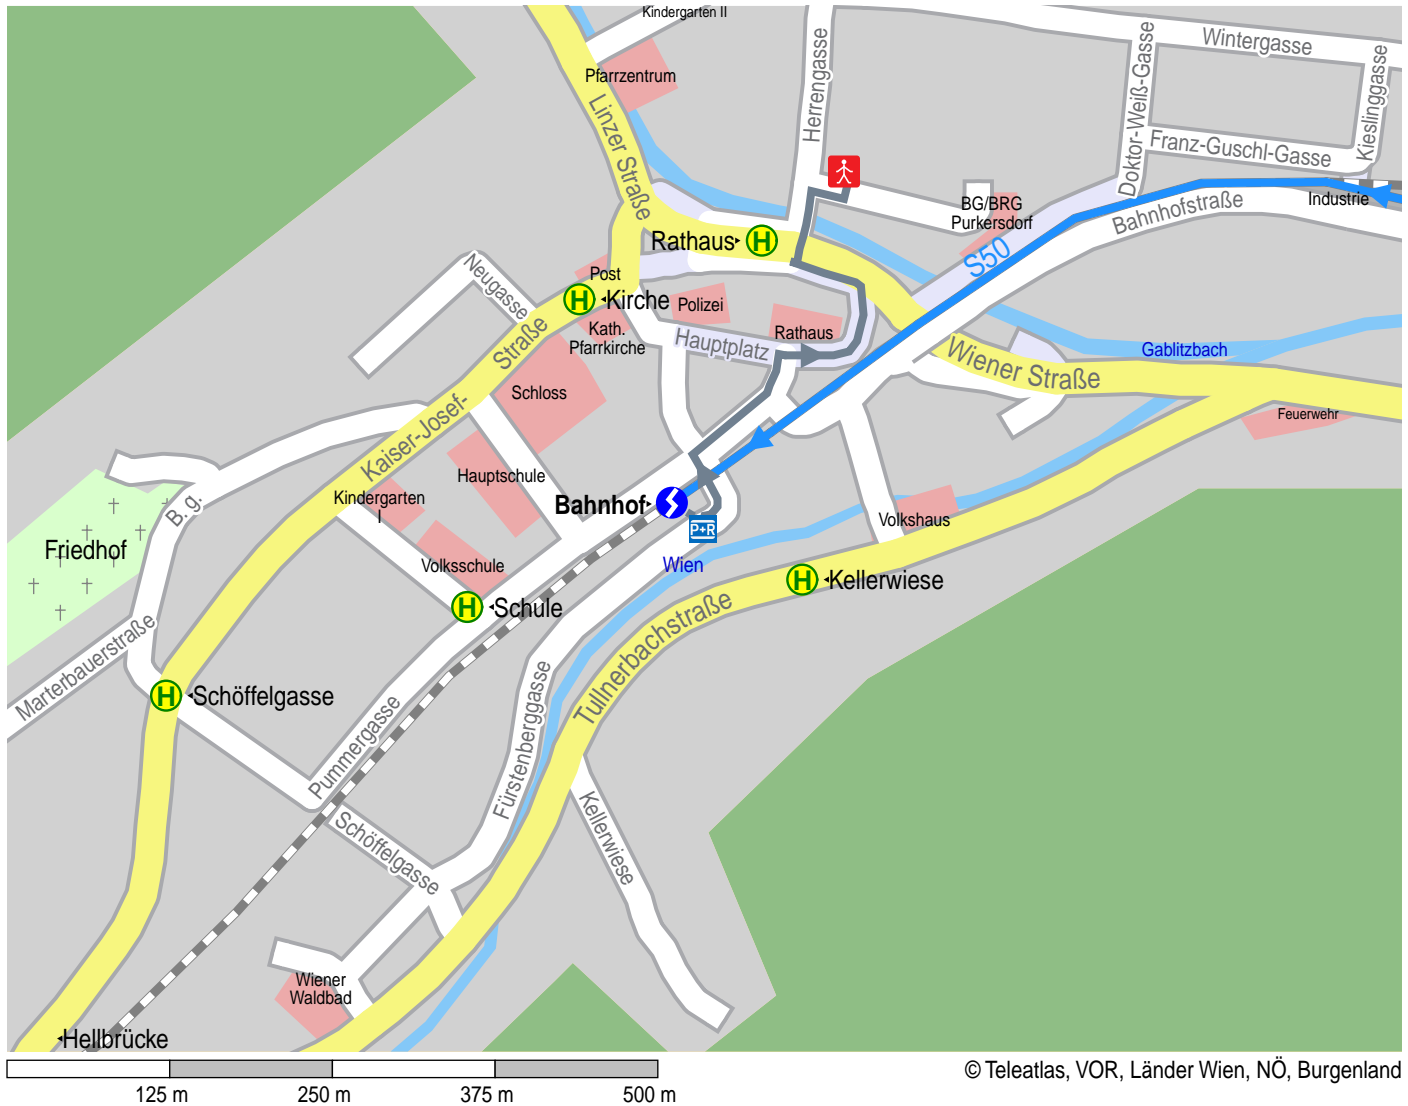 Kindergarten II
Pfarrzentrum
Linzer Straße
Herrengasse
Wintergasse
Doktor-Weiß-Gasse
Kieslinggasse
Franz-Guschl-Gasse
Industrie
Bahnhofstraße
BG/BRG
Purkersdorf
S50
Rathaus
H
Neugasse
Post
H
Kirche
Polizei
Kath.
Pfarrkirche
Rathaus
Hauptplatz
Wiener Straße
Gablitzbach
Feuerwehr
Schloss
Kaiser-Josef-
Straße
Hauptschule
Kindergarten
I
Bahnhof
P+R
Wien
Volkshaus
B. g.
Friedhof
Volksschule
H
Schule
H
Kellerwiese
Marterbauerstraße
H
Schöffelgasse
Pummergasse
Fürstenberggasse
Tullnerbachstraße
Schöffelgasse
Kellerwiese
Wiener
Waldbad
Hellbrücke
125 m
250 m
375 m
500 m
© Teleatlas, VOR, Länder Wien, NÖ, Burgenland